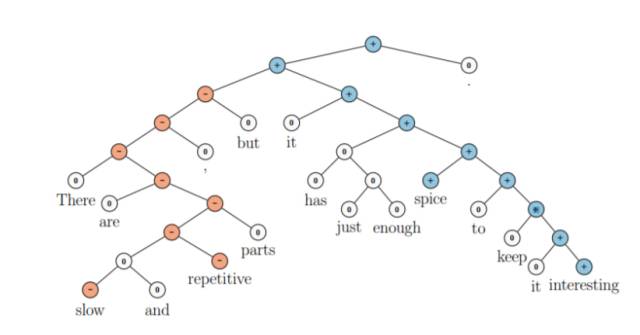 +
+ 0
.
- +
- 0 0 +
but it
- 0 0 +
,
0 - 0 0 + +
There 0 - has 0 0 spice 0
are just enough to
- 0 0 +
parts keep
0 - 0 +
repetitive it interesting
- 0
slow and